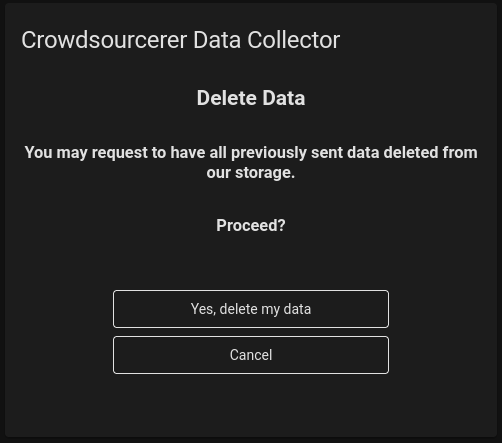 Crowdsourcerer Data Collector
Delete Data
You may request to have all previously sent data deleted from
our storage.
Proceed?
Yes, delete my data
Cancel